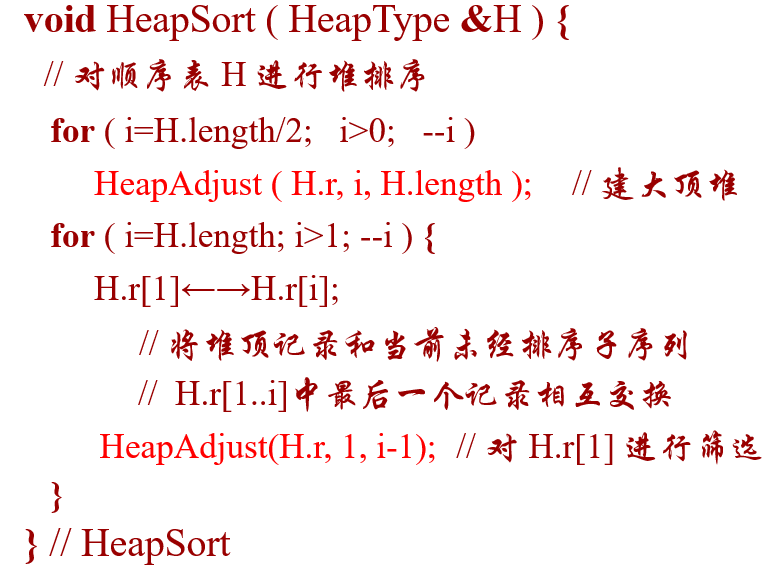 void HeapSort ( HeapType &H ) {
// 对顺序表 H 进行堆排序
for ( i=H.length/2; i>0; --i )
HeapAdjust ( H.r, i, H.length ); // 建大顶堆
for ( i=H.length; i>1; --i ) {
H.r[1]←→H.r[i];
// 将堆顶记录和当前未经排序子序列
// H.r[1..i]中最后一个记录相互交换
HeapAdjust(H.r, 1, i-1); // 对 H.r[1] 进行筛选
}
} // HeapSort